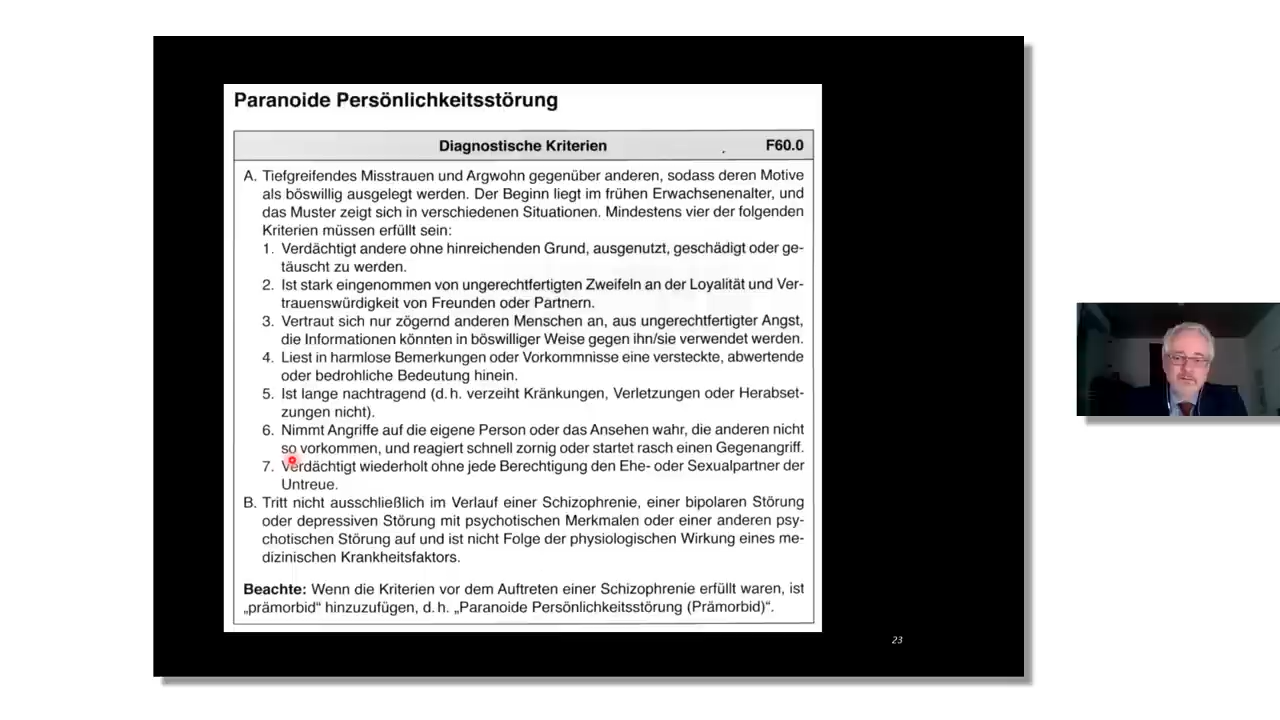 Paranoide Persönlichkeitsstörung
Diagnostische Kriterien F60.0
A. Tiefgreifendes Misstrauen und Argwohn gegenüber anderen, sodass deren Motive
als böswillig ausgelegt werden. Der Beginn liegt im frühen Erwachsenenalter, und
das Muster zeigt sich in verschiedenen Situationen. Mindestens vier der folgenden
Kriterien müssen erfüllt sein:
1. Verdächtigt andere ohne hinreichenden Grund, ausgenutzt, geschädigt oder ge-
täuscht zu werden.
2. Ist stark eingenommen von ungerechtfertigten Zweifeln an der Loyalität und Ver-
trauenswürdigkeit von Freunden oder Partnern.
3. Vertraut sich nur zögernd anderen Menschen an, aus ungerechtfertigter Angst,
die Informationen könnten in böswilliger Weise gegen ihn/sie verwendet werden.
4. Liest in harmlose Bemerkungen oder Vorkommnisse eine versteckte, abwertende
oder bedrohliche Bedeutung hinein.
5. Ist lange nachtragend (d. h. verzeiht Kränkungen, Verletzungen oder Herabset-
zungen nicht).
6. Nimmt Angriffe auf die eigene Person oder das Ansehen wahr, die anderen nicht
so vorkommen, und reagiert schnell zornig oder startet rasch einen Gegenangriff.
7. Verdächtigt wiederholt ohne jede Berechtigung den Ehe- oder Sexualpartner der
Untreue.
B. Tritt nicht ausschließlich im Verlauf einer Schizophrenie, einer bipolaren Störung
oder depressiven Störung mit psychotischen Merkmalen oder einer anderen psy-
chotischen Störung auf und ist nicht Folge der physiologischen Wirkung eines me-
dizinischen Krankheitsfaktors.
Beachte: Wenn die Kriterien vor dem Auftreten einer Schizophrenie erfüllt waren, ist
„prämorbid“ hinzuzufügen, d. h. „Paranoide Persönlichkeitsstörung (Prämorbid)“.
23